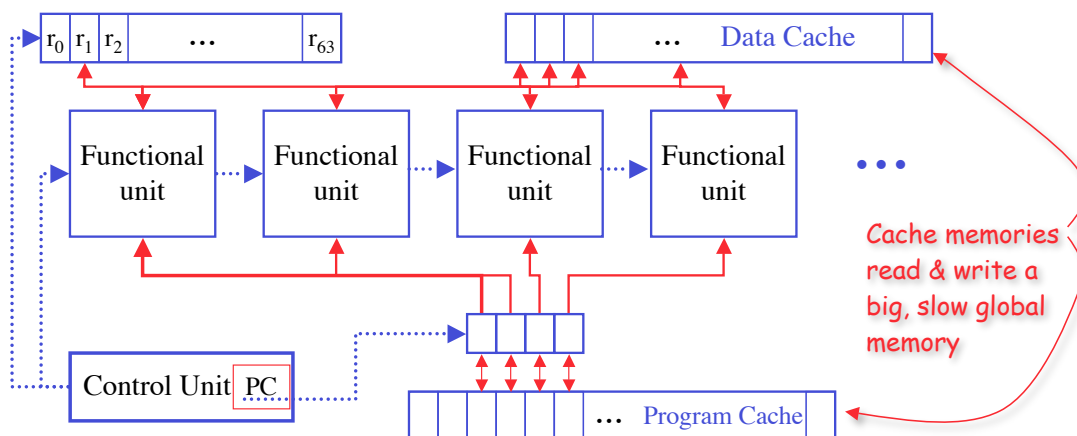 r0 r1 r2 ... r63
... Data Cache
Functional unit
Functional unit
Functional unit
Functional unit
...
Cache memories
read & write a
big, slow global
memory
Control Unit PC
... Program Cache